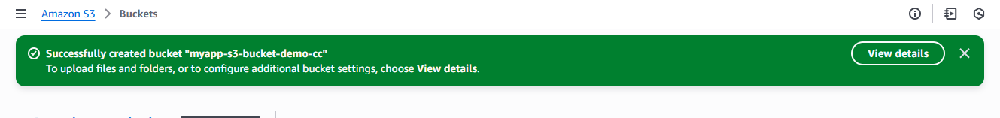 Amazon S3 > Buckets
Successfully created bucket "myapp-s3-bucket-demo-cc"
View details
To upload files and folders, or to configure additional bucket settings, choose View details.